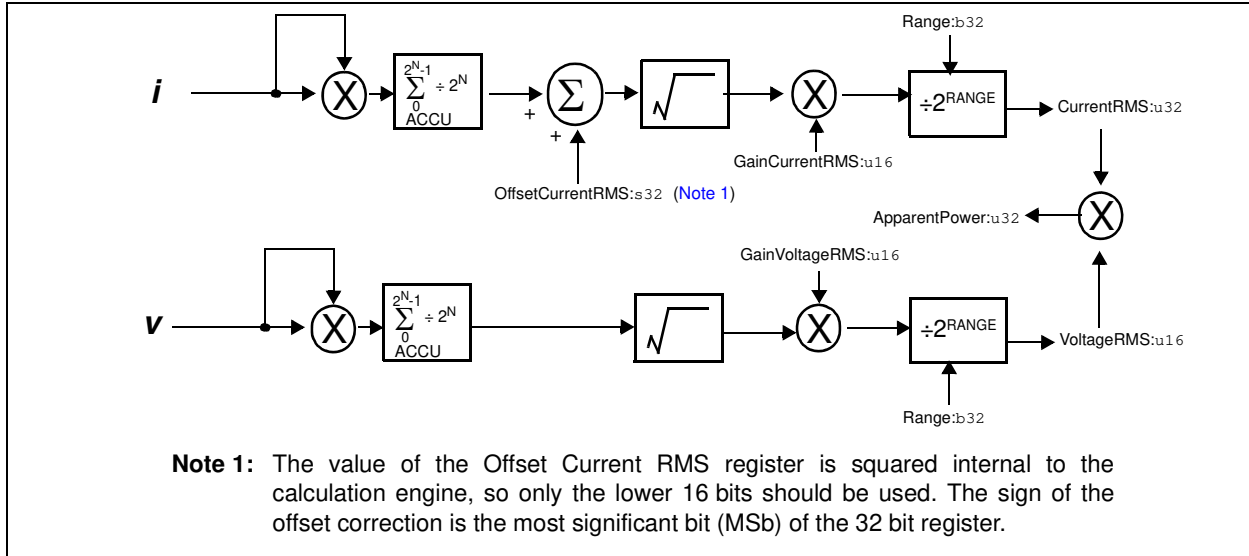 Range:b32
i
X
2^N-1
∑ ÷ 2^N
0
ACCU
Σ
+
+
√
X
÷2^RANGE
CurrentRMS:u32
GainCurrentRMS:u16
OffsetCurrentRMS:s32 (Note 1)
ApparentPower:u32
X
GainVoltageRMS:u16
v
X
2^N-1
∑ ÷ 2^N
0
ACCU
√
X
÷2^RANGE
VoltageRMS:u16
Range:b32
Note 1: The value of the Offset Current RMS register is squared internal to the
calculation engine, so only the lower 16 bits should be used. The sign of the
offset correction is the most significant bit (MSb) of the 32 bit register.